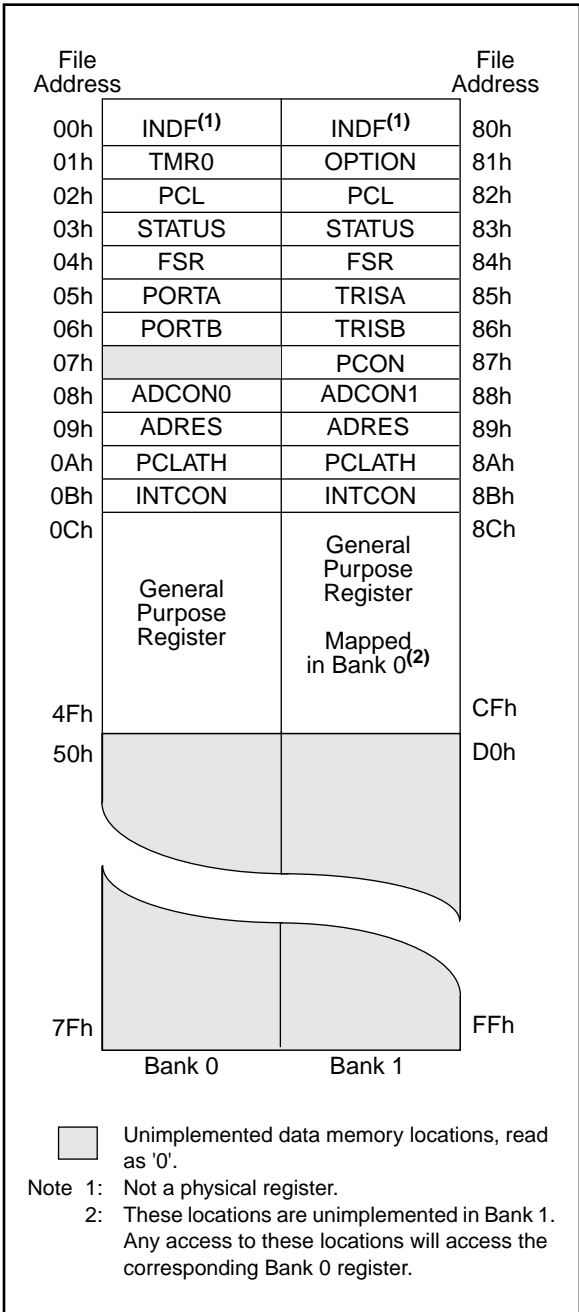 File Address
File Address
00h INDF(1) INDF(1) 80h
01h TMR0 OPTION 81h
02h PCL PCL 82h
03h STATUS STATUS 83h
04h FSR FSR 84h
05h PORTA TRISA 85h
06h PORTB TRISB 86h
07h PCON 87h
08h ADCON0 ADCON1 88h
09h ADRES ADRES 89h
0Ah PCLATH PCLATH 8Ah
0Bh INTCON INTCON 8Bh
0Ch 8Ch
General
Purpose
Register
General
Purpose
Register
Mapped
in Bank 0(2)
4Fh CFh
50h D0h
7Fh FFh
Bank 0 Bank 1
Unimplemented data memory locations, read
as '0'.
Note 1: Not a physical register.
2: These locations are unimplemented in Bank 1.
Any access to these locations will access the
corresponding Bank 0 register.